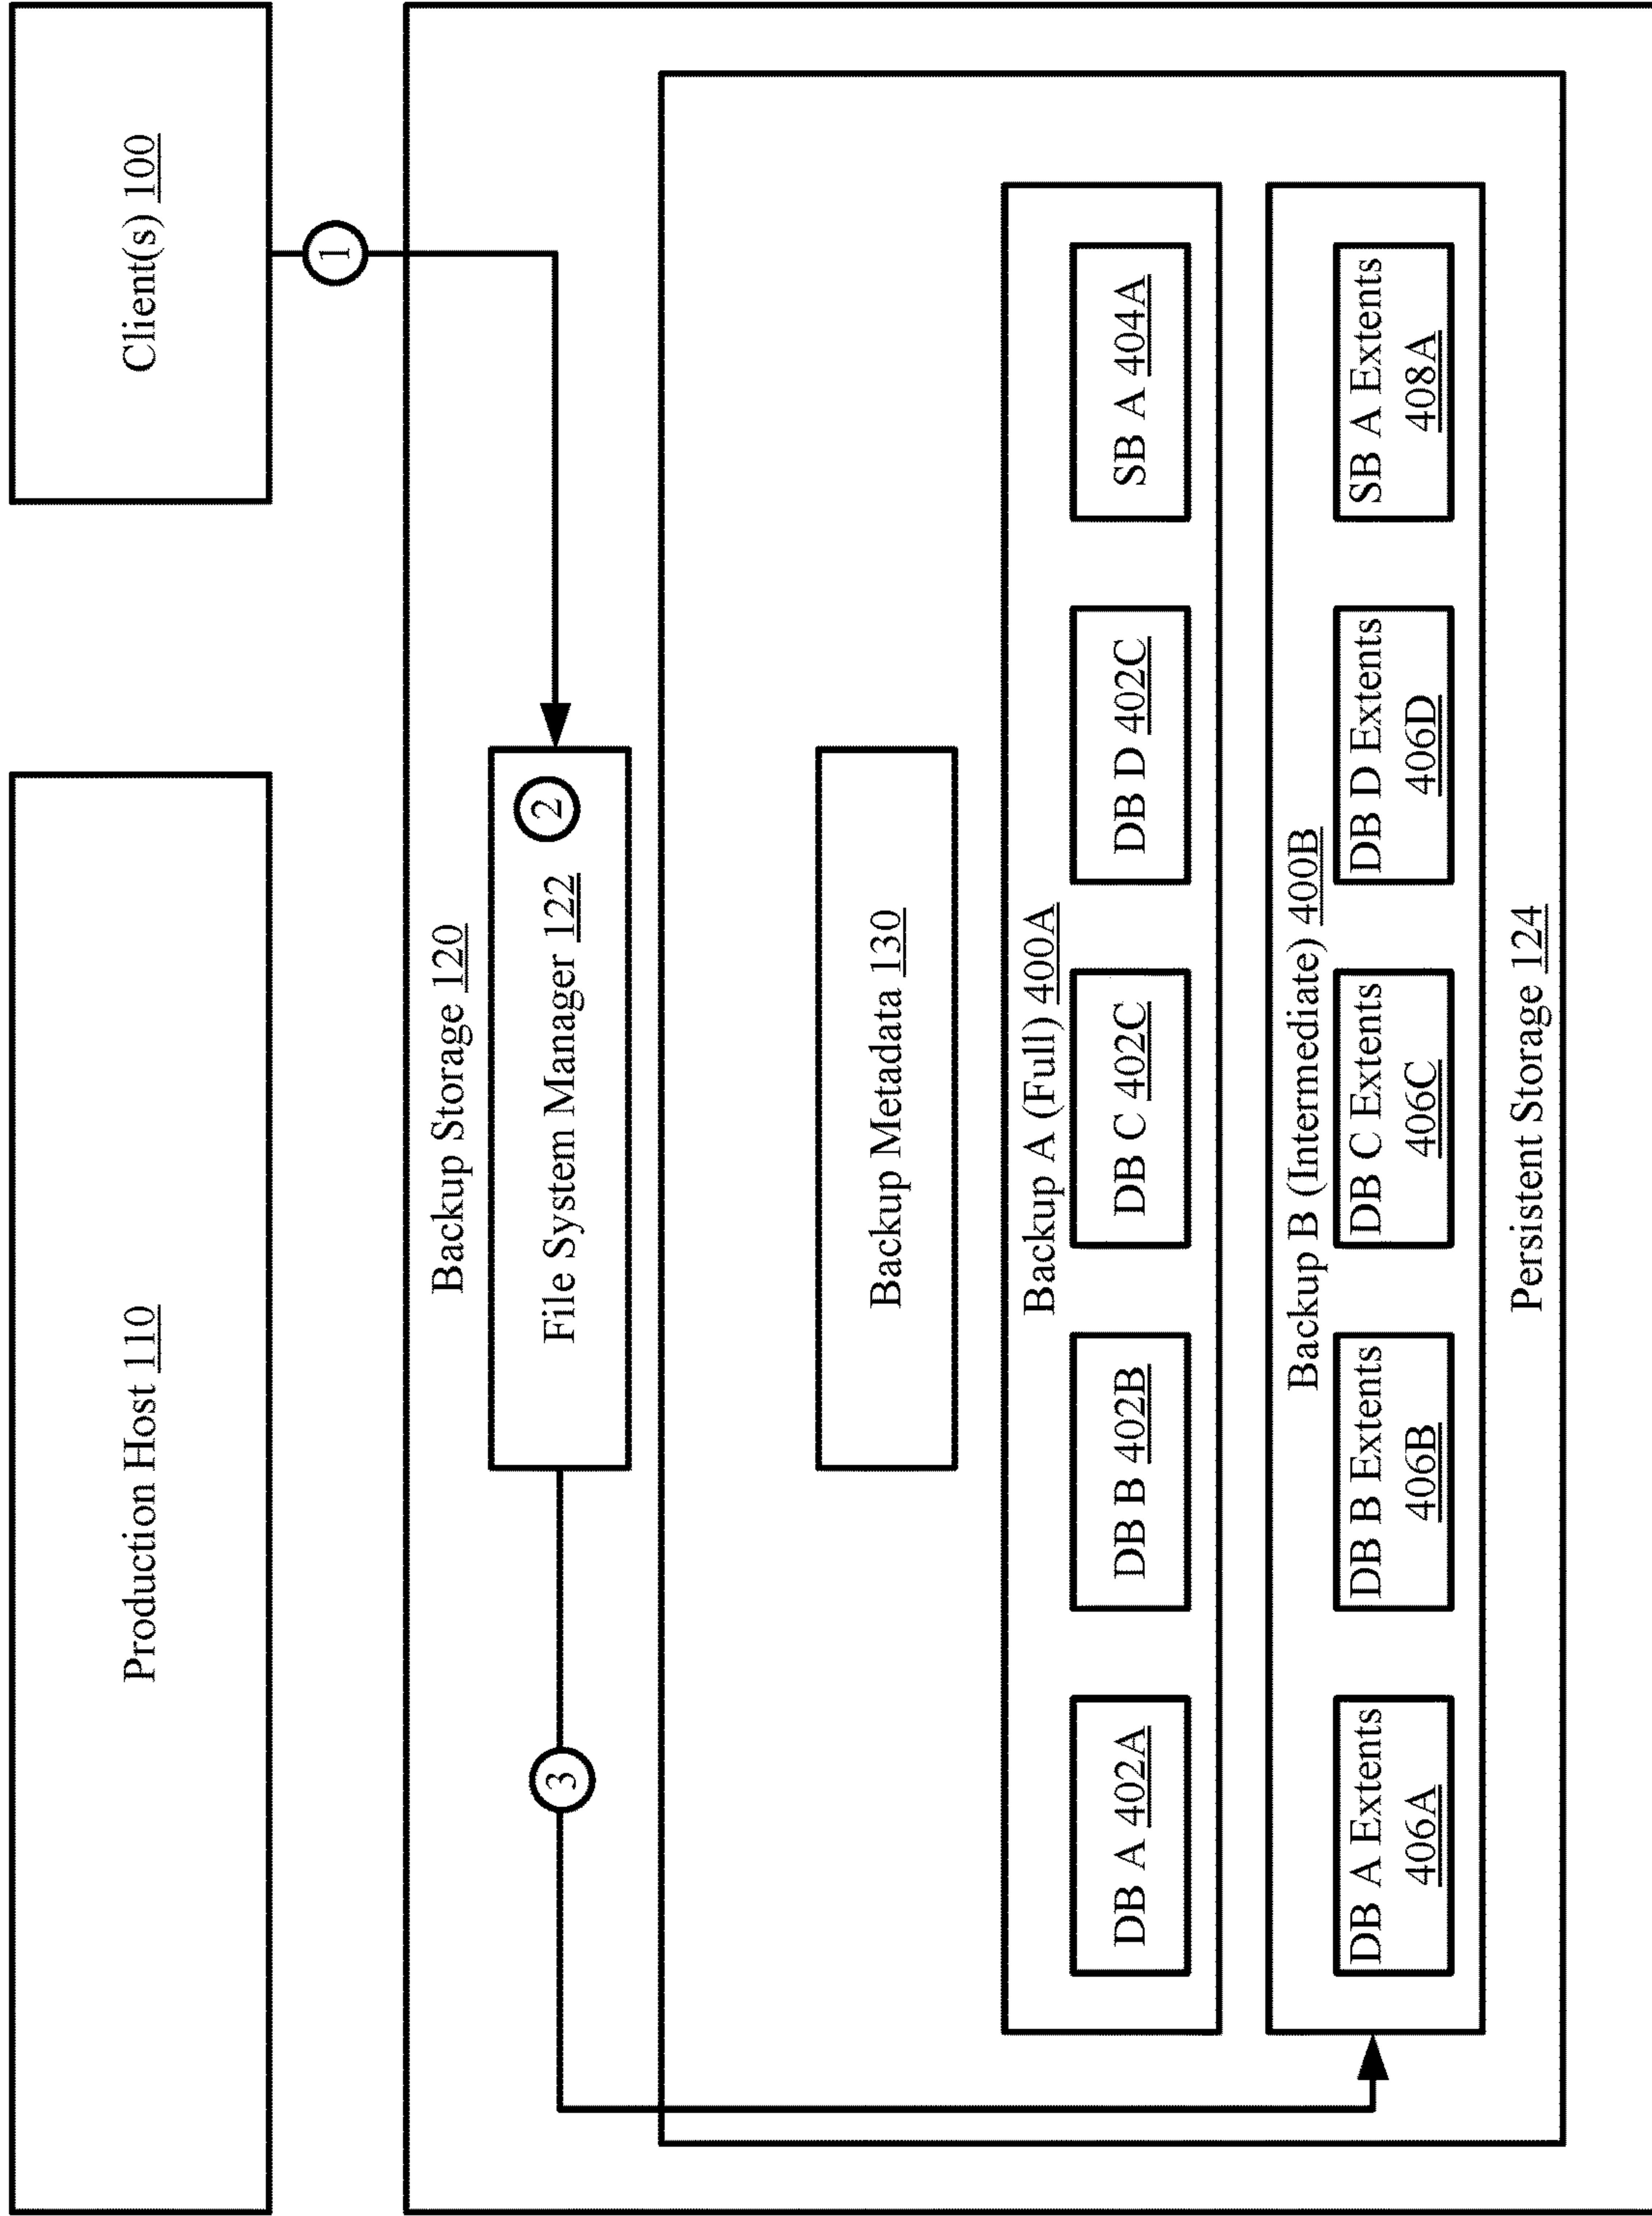 Production Host 110
Client(s) 100
1
Backup Storage 120
File System Manager 122
2
3
Backup Metadata 130
Backup A (Full) 400A
DB A 402A
DB B 402B
DB C 402C
DB D 402C
SB A 404A
Backup B (Intermediate) 400B
DB A Extents
406A
DB B Extents
406B
DB C Extents
406C
DB D Extents
406D
SB A Extents
408A
Persistent Storage 124